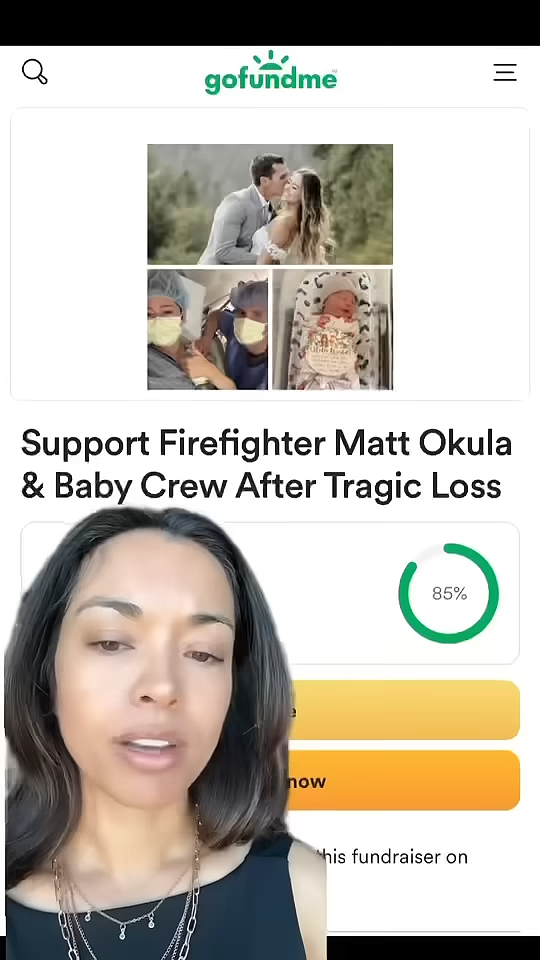 gofundme
Support Firefighter Matt Okula
& Baby Crew After Tragic Loss
85%
now
this fundraiser on